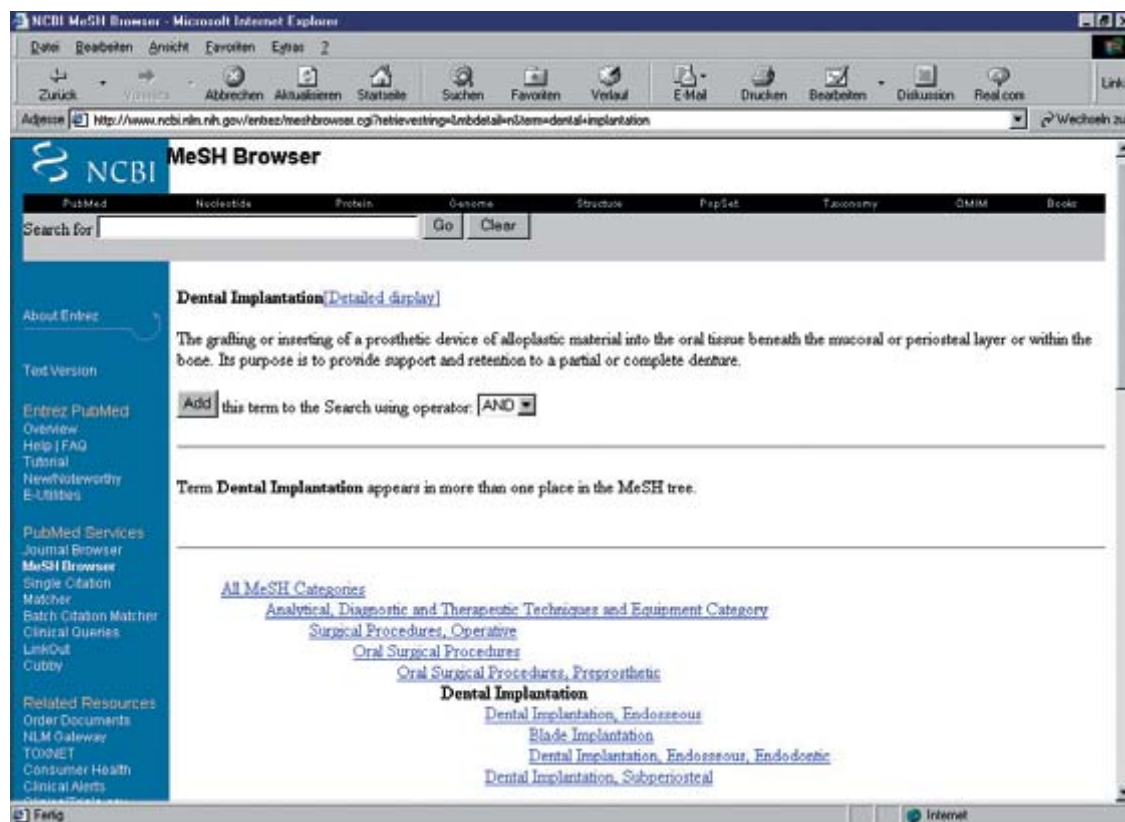 NCBI MeSH Browser - Microsoft Internet Explorer
Datei Bearbeiten Ansicht Favoriten Extras ?
Zurück Abbrechen Aktualisieren Startseite Suchen Favoriten Verlauf E-Mail Drucken Bearbeiten Diskussion Real.com Link
Adresse http://www.ncbi.nlm.nih.gov/entrez/meshbrowser.cgi?retrievestring=&mbdetail=n&term=dental+implantation Wechseln zu
NCBI MeSH Browser
PubMed Nucleotide Protein Genome Structure PopSet Taxonomy OMIM Books
Search for Go Clear
About Entrez
Text Version
Entrez PubMed
Overview
Help | FAQ
Tutorial
New/Noteworthy
E-Utilities
PubMed Services
Journal Browser
MeSH Browser
Single Citation
Matcher
Batch Citation Matcher
Clinical Queries
LinkOut
Cubby
Related Resources
Order Documents
NLM Gateway
TOXNET
Consumer Health
Clinical Alerts
ClinicalTrials.gov
Dental Implantation[Detailed display]
The grafting or inserting of a prosthetic device of alloplastic material into the oral tissue beneath the mucosal or periosteal layer or within the
bone. Its purpose is to provide support and retention to a partial or complete denture.
Add this term to the Search using operator: AND
Term Dental Implantation appears in more than one place in the MeSH tree.
All MeSH Categories
Analytical, Diagnostic and Therapeutic Techniques and Equipment Category
Surgical Procedures, Operative
Oral Surgical Procedures
Oral Surgical Procedures, Preprosthetic
Dental Implantation
Dental Implantation, Endosseous
Blade Implantation
Dental Implantation, Endosseous, Endodontic
Dental Implantation, Subperiosteal
Fertig Internet